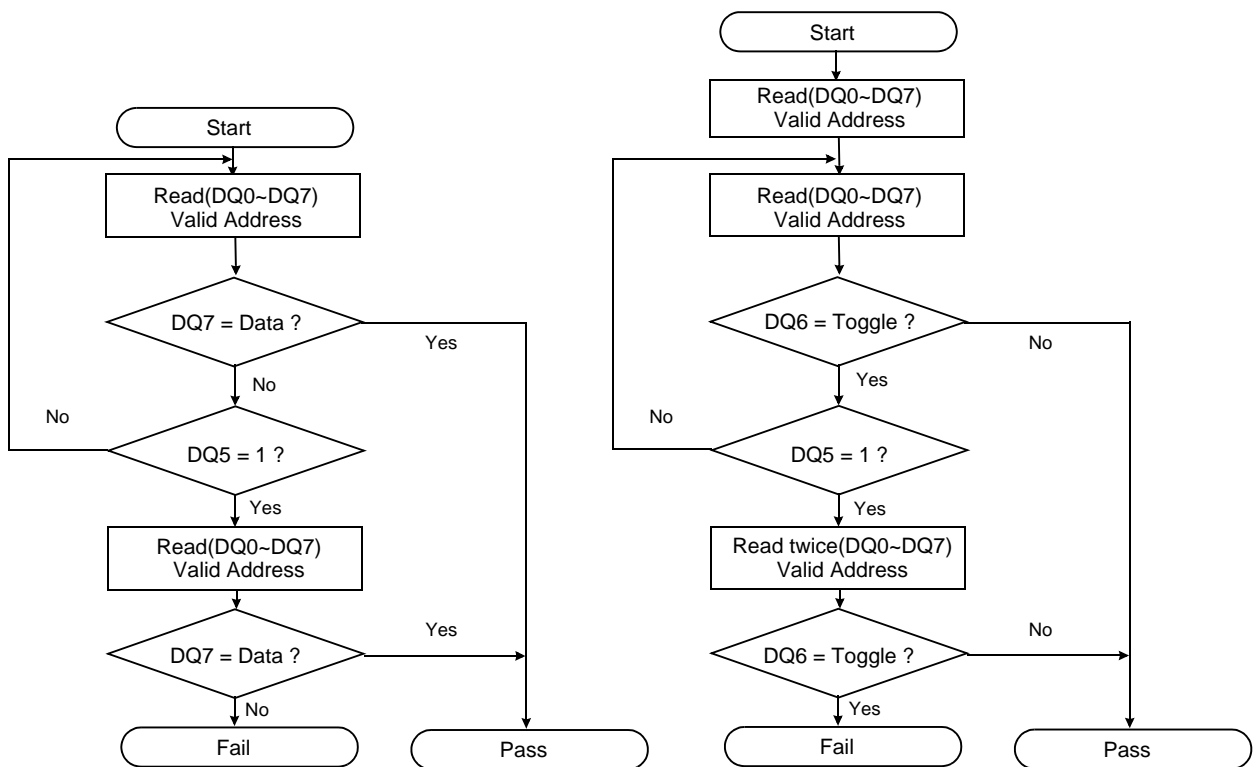 Start
Read(DQ0~DQ7)
Valid Address
DQ7 = Data ?
Yes
No
No
DQ5 = 1 ?
Yes
Read(DQ0~DQ7)
Valid Address
DQ7 = Data ?
Yes
No
Fail
Pass
Start
Read(DQ0~DQ7)
Valid Address
Read(DQ0~DQ7)
Valid Address
DQ6 = Toggle ?
No
Yes
No
DQ5 = 1 ?
Yes
Read twice(DQ0~DQ7)
Valid Address
DQ6 = Toggle ?
No
Yes
Fail
Pass